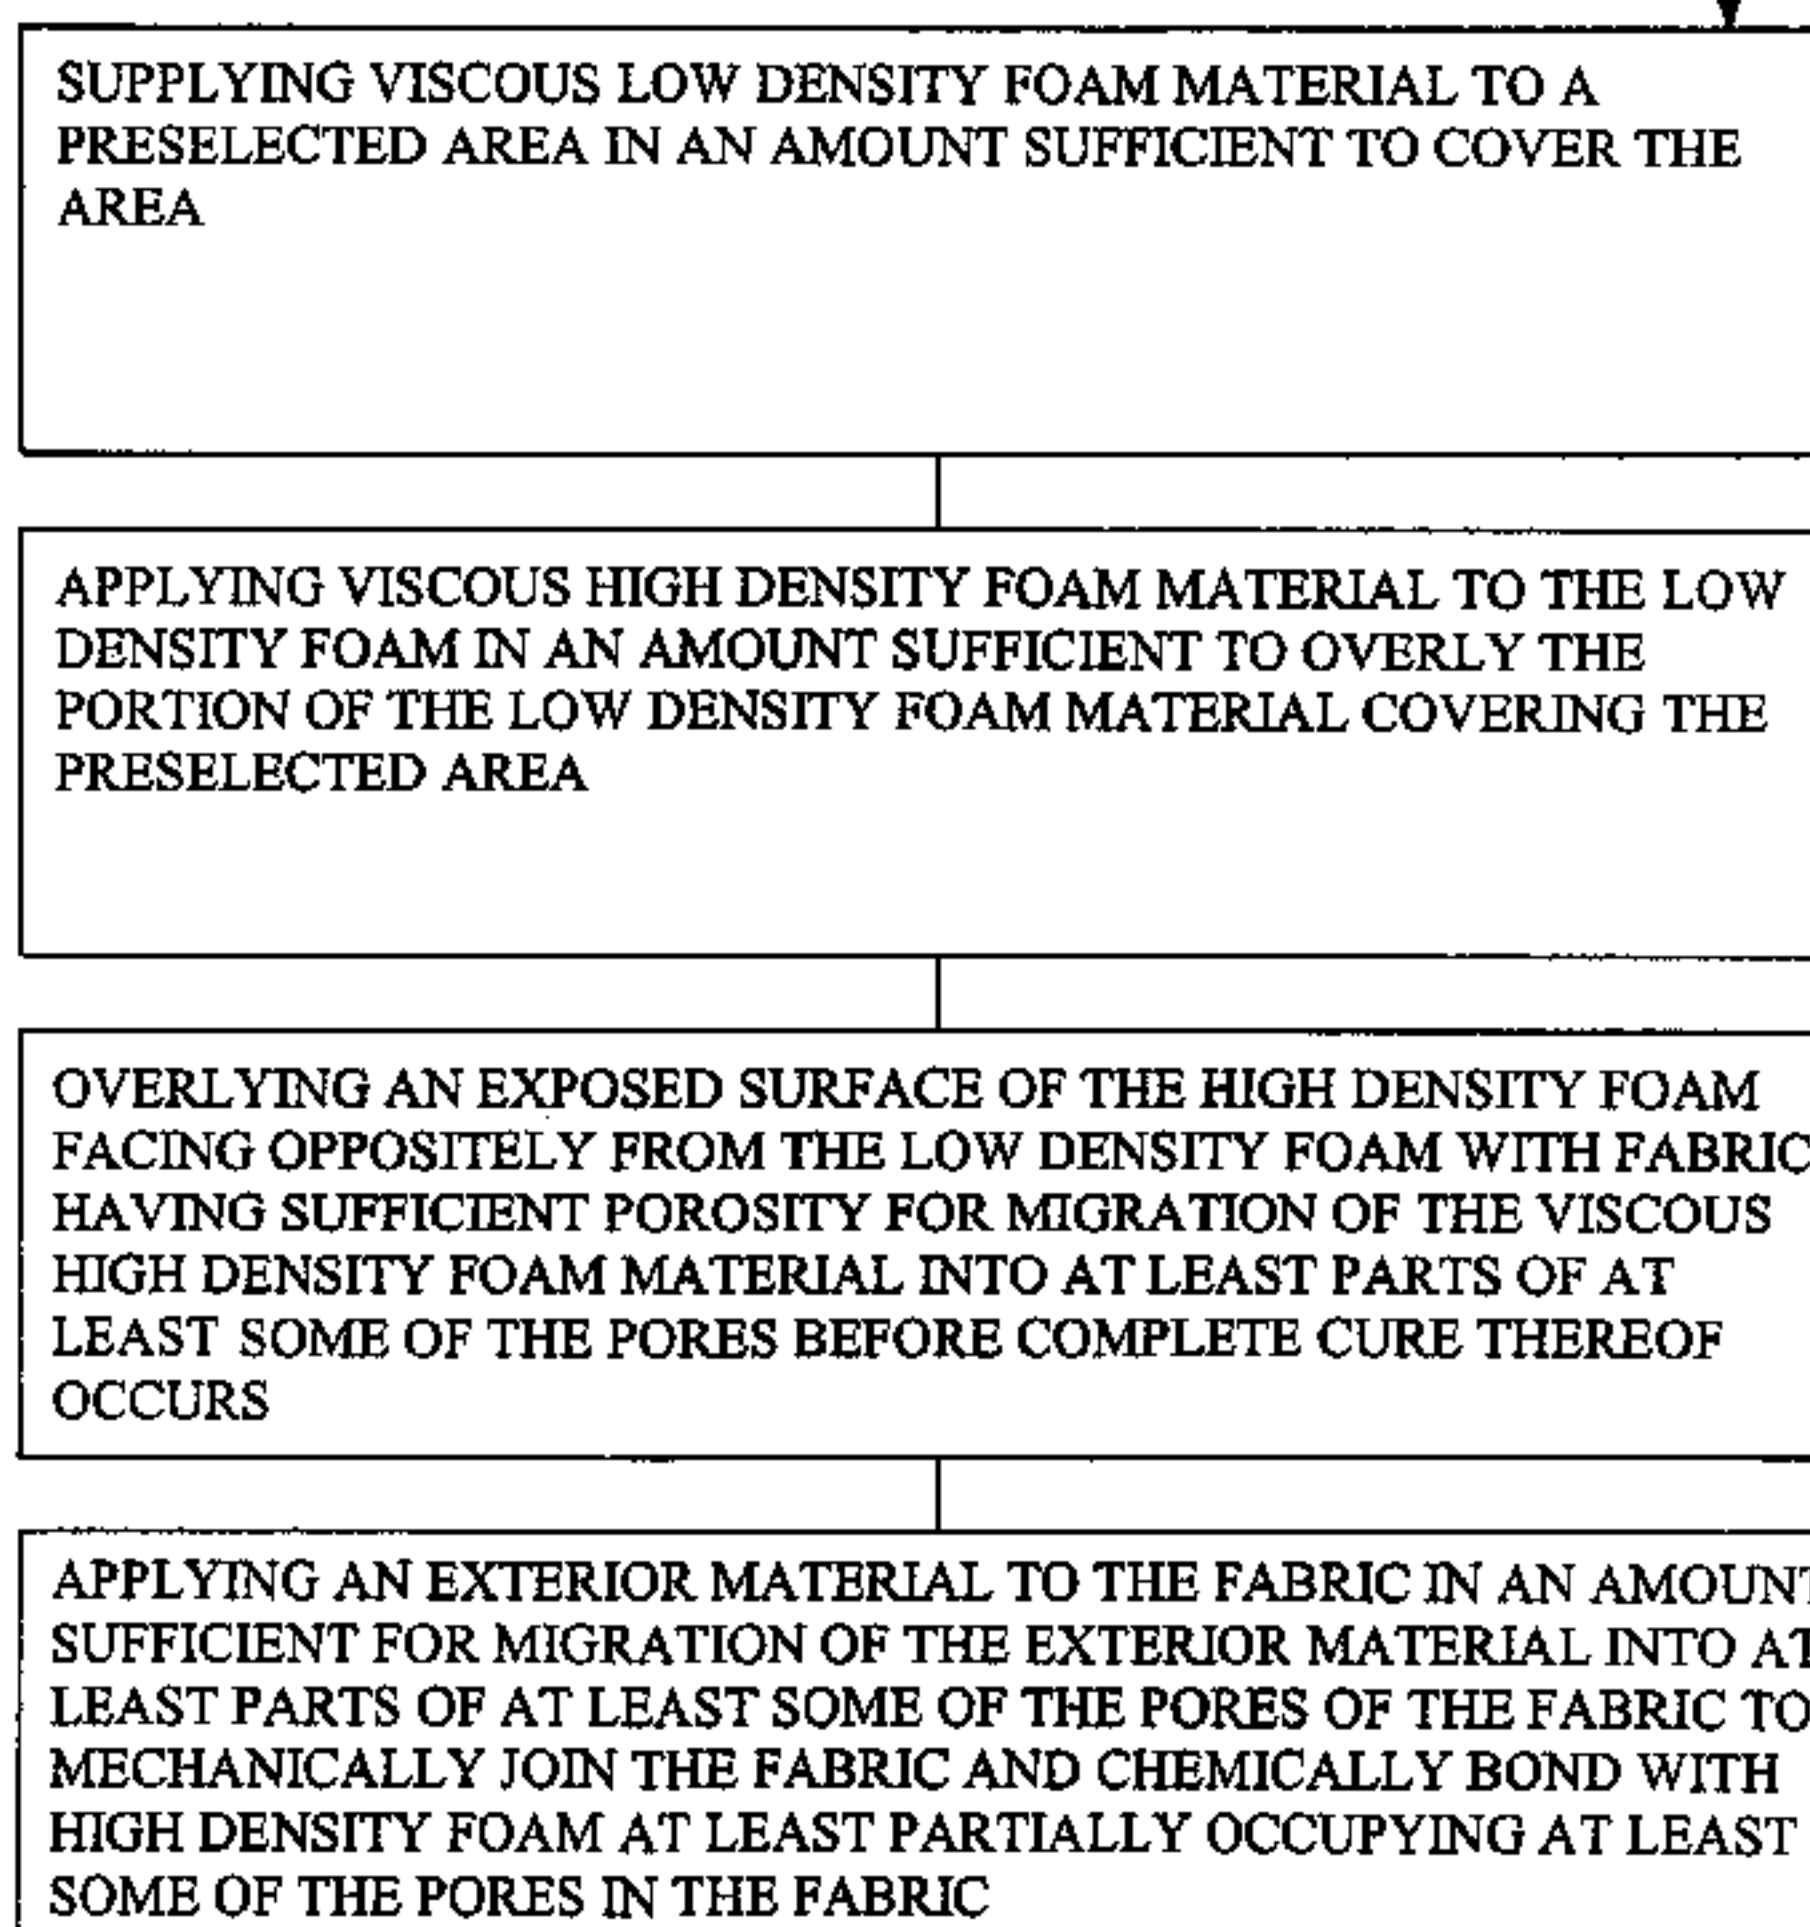 SUPPLYING VISCOUS LOW DENSITY FOAM MATERIAL TO A
PRESELECTED AREA IN AN AMOUNT SUFFICIENT TO COVER THE
AREA
APPLYING VISCOUS HIGH DENSITY FOAM MATERIAL TO THE LOW
DENSITY FOAM IN AN AMOUNT SUFFICIENT TO OVERLY THE
PORTION OF THE LOW DENSITY FOAM MATERIAL COVERING THE
PRESELECTED AREA
OVERLYING AN EXPOSED SURFACE OF THE HIGH DENSITY FOAM
FACING OPPOSITELY FROM THE LOW DENSITY FOAM WITH FABRIC
HAVING SUFFICIENT POROSITY FOR MIGRATION OF THE VISCOUS
HIGH DENSITY FOAM MATERIAL INTO AT LEAST PARTS OF AT
LEAST SOME OF THE PORES BEFORE COMPLETE CURE THEREOF
OCCURS
APPLYING AN EXTERIOR MATERIAL TO THE FABRIC IN AN AMOUNT
SUFFICIENT FOR MIGRATION OF THE EXTERIOR MATERIAL INTO AT
LEAST PARTS OF AT LEAST SOME OF THE PORES OF THE FABRIC TO
MECHANICALLY JOIN THE FABRIC AND CHEMICALLY BOND WITH
HIGH DENSITY FOAM AT LEAST PARTIALLY OCCUPYING AT LEAST
SOME OF THE PORES IN THE FABRIC